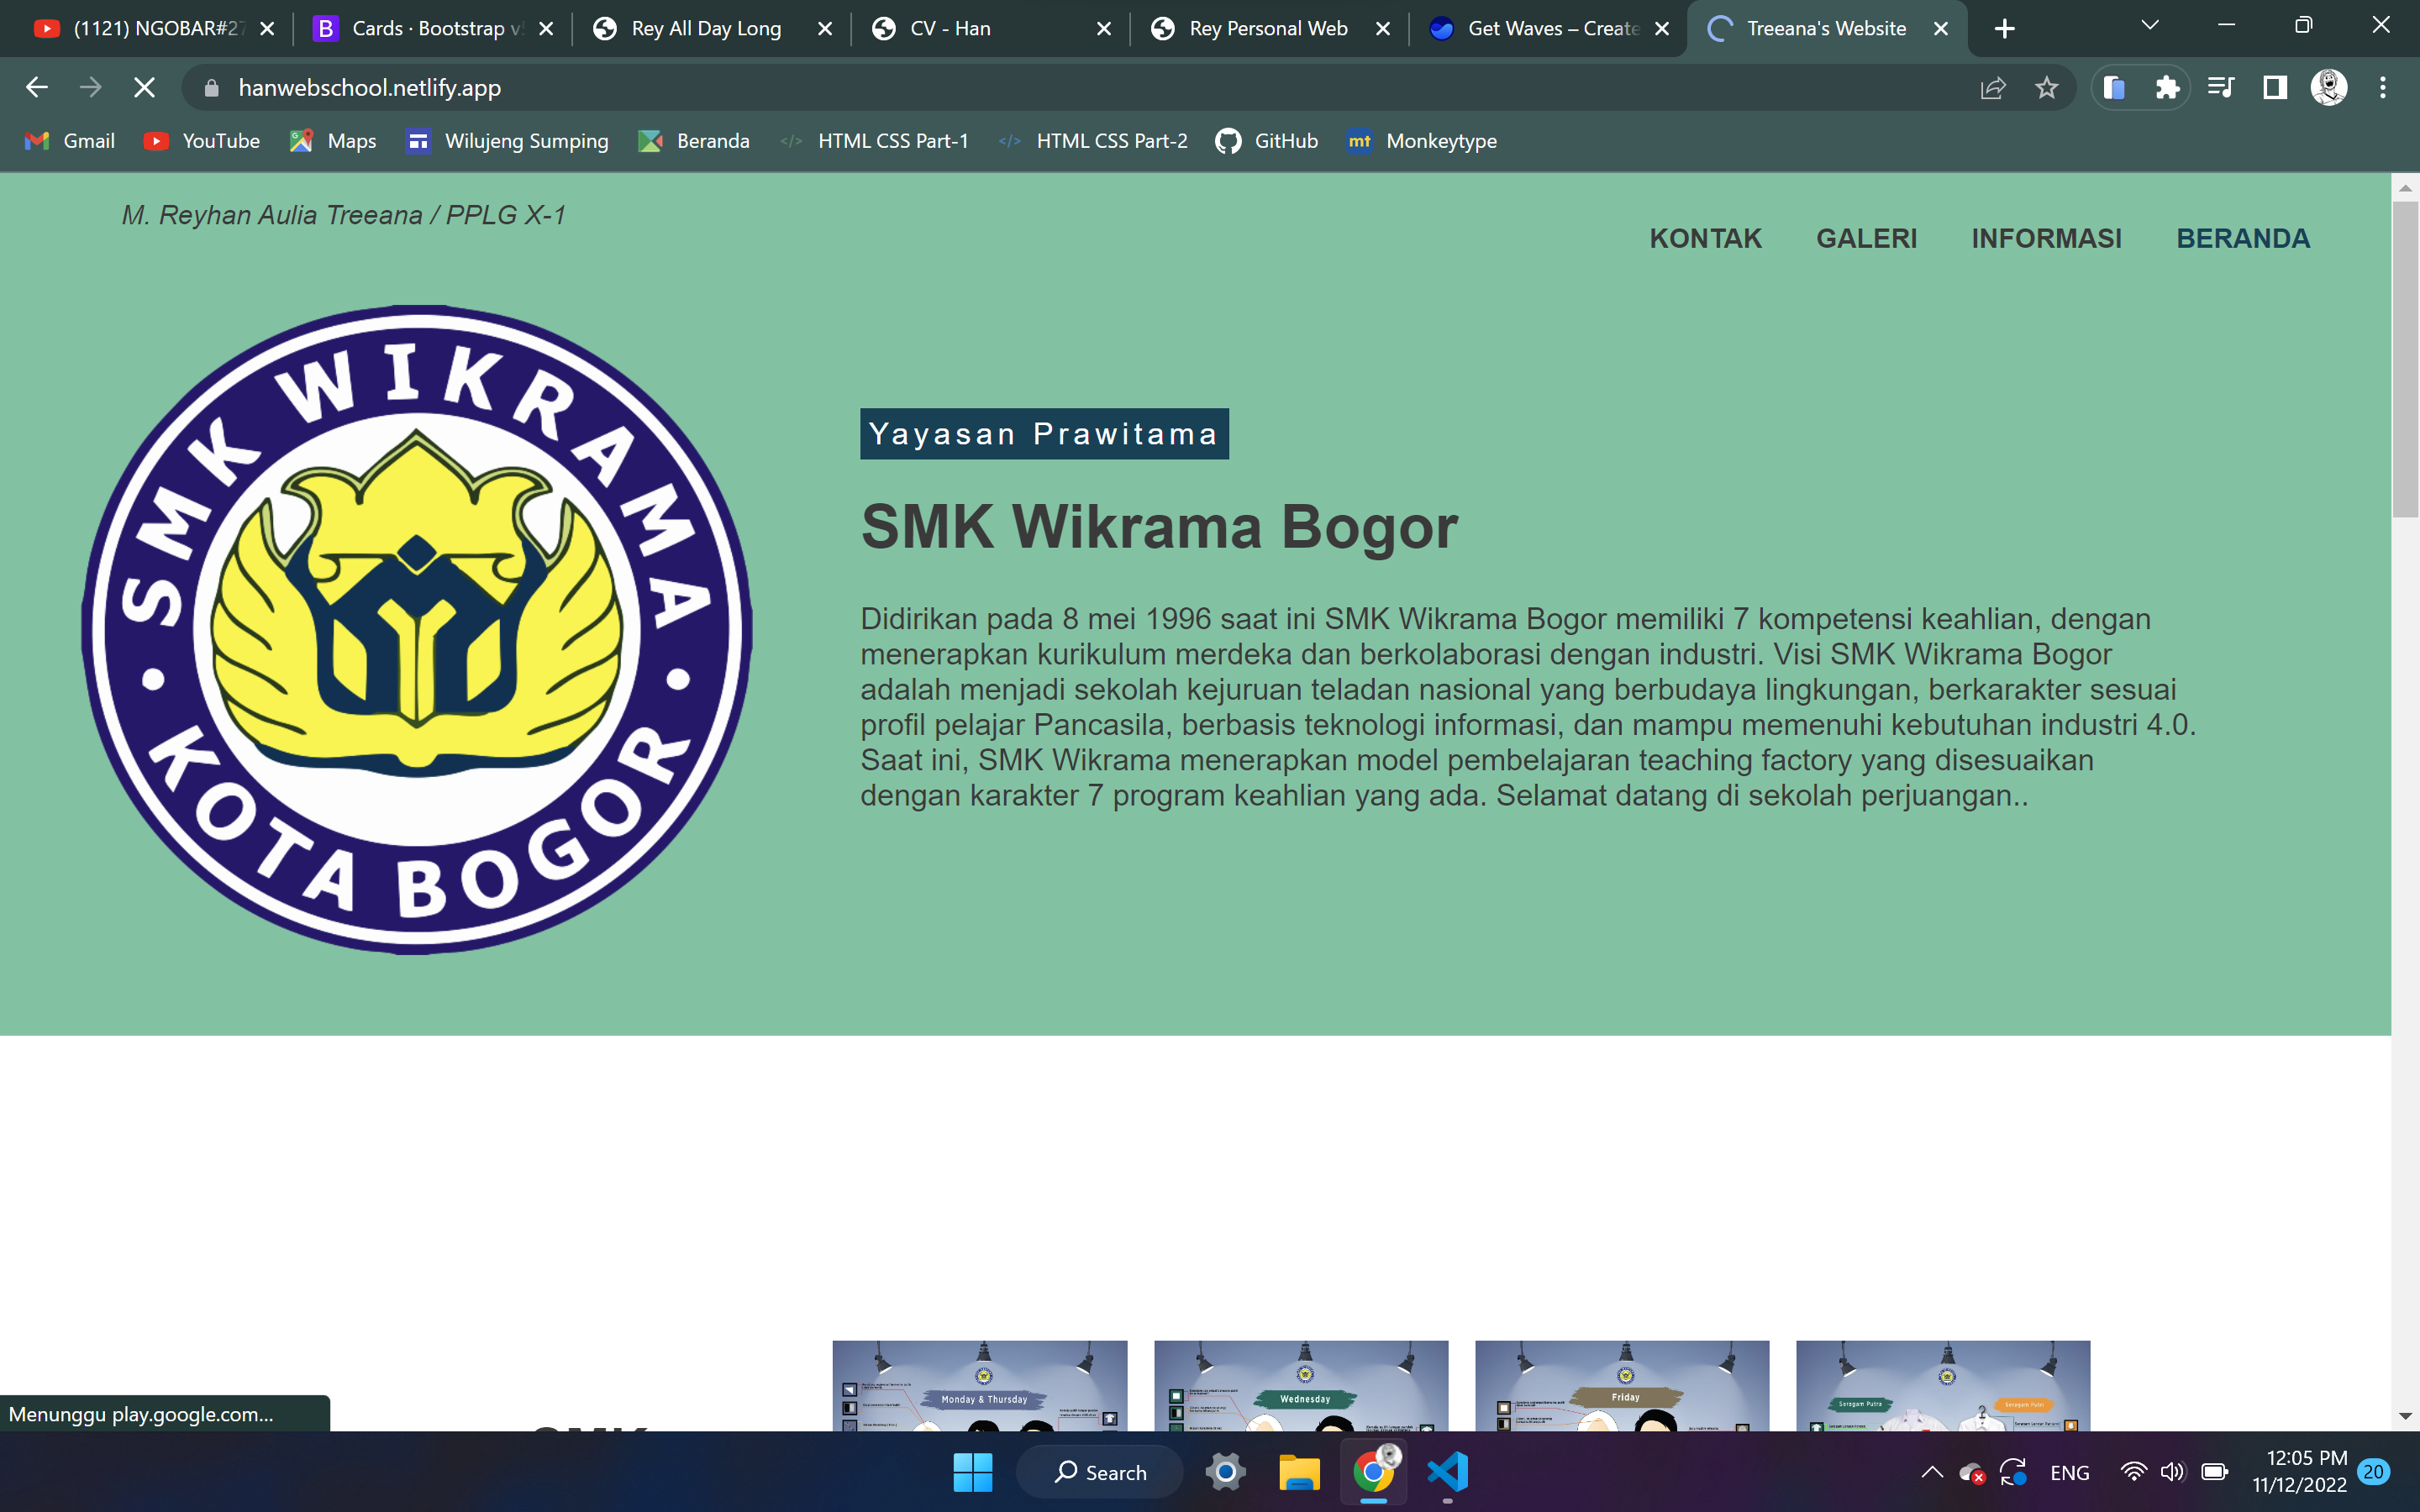 (1121) NGOBAR#27
Cards · Bootstrap v5
Rey All Day Long
CV - Han
Rey Personal Web
Get Waves – Create
Treeana's Website
hanwebschool.netlify.app
Gmail
YouTube
Maps
Wilujeng Sumping
Beranda
</> HTML CSS Part-1
</> HTML CSS Part-2
GitHub
mt Monkeytype
M. Reyhan Aulia Treeana / PPLG X-1
KONTAK
GALERI
INFORMASI
BERANDA
SMK WIKRAMA
KOTA BOGOR
Yayasan Prawitama
SMK Wikrama Bogor
Didirikan pada 8 mei 1996 saat ini SMK Wikrama Bogor memiliki 7 kompetensi keahlian, dengan
menerapkan kurikulum merdeka dan berkolaborasi dengan industri. Visi SMK Wikrama Bogor
adalah menjadi sekolah kejuruan teladan nasional yang berbudaya lingkungan, berkarakter sesuai
profil pelajar Pancasila, berbasis teknologi informasi, dan mampu memenuhi kebutuhan industri 4.0.
Saat ini, SMK Wikrama menerapkan model pembelajaran teaching factory yang disesuaikan
dengan karakter 7 program keahlian yang ada. Selamat datang di sekolah perjuangan..
Monday & Thursday
Wednesday
Friday
Seragam Putra
Seragam Putri
Menunggu play.google.com...
SMK
Search
ENG
12:05 PM
11/12/2022
20